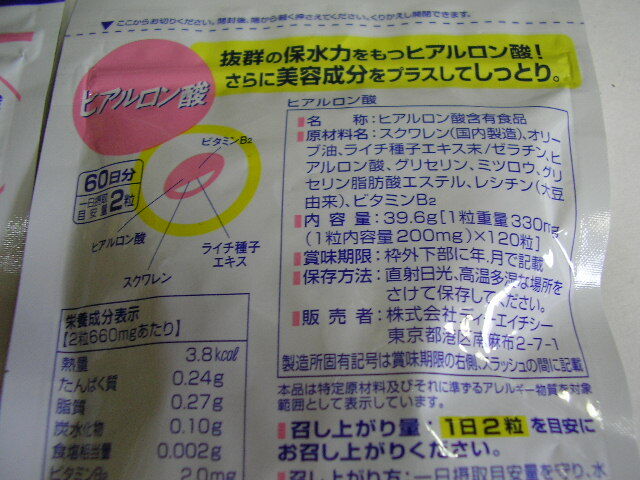 ここからお切りください。開封後、端から軽く押さえてください。くりかえし開閉できます。
ヒアルロン酸
抜群の保水力をもつヒアルロン酸!
さらに美容成分をプラスしてしっとり。
60日分
一日摂取目安量2粒
ビタミンB2
ヒアルロン酸
ライチ種子エキス
スクワレン
ヒアルロン酸
名 称:ヒアルロン酸含有食品
原材料名:スクワレン(国内製造)、オリー
ブ油、ライチ種子エキス末/ゼラチン、ヒ
アルロン酸、グリセリン、ミツロウ、グリ
セリン脂肪酸エステル、レシチン(大豆
由来)、ビタミンB2
内 容 量:39.6g[1粒重量330mg
(1粒内容量200mg)×120粒]
賞味期限:枠外下部に年、月で記載
保存方法:直射日光、高温多湿な場所を
さけて保存してください。
販 売 者:株式会社ディーエイチシー
東京都港区南麻布2-7-1
製造所固有記号は賞味期限の右側、スラッシュの間に記載
栄養成分表示
[2粒660mgあたり]
熱量 3.8kcal
たんぱく質 0.24g
脂質 0.27g
炭水化物 0.10g
食塩相当量 0.002g
ビタミンB2 2.0mg
本品は特定原材料及びそれに準ずるアレルギー物質を対象
範囲として表示しています。
召し上がり量:1日2粒を目安に
お召し上がりください。
召し上がり方:一日摂取目安量を守り、水